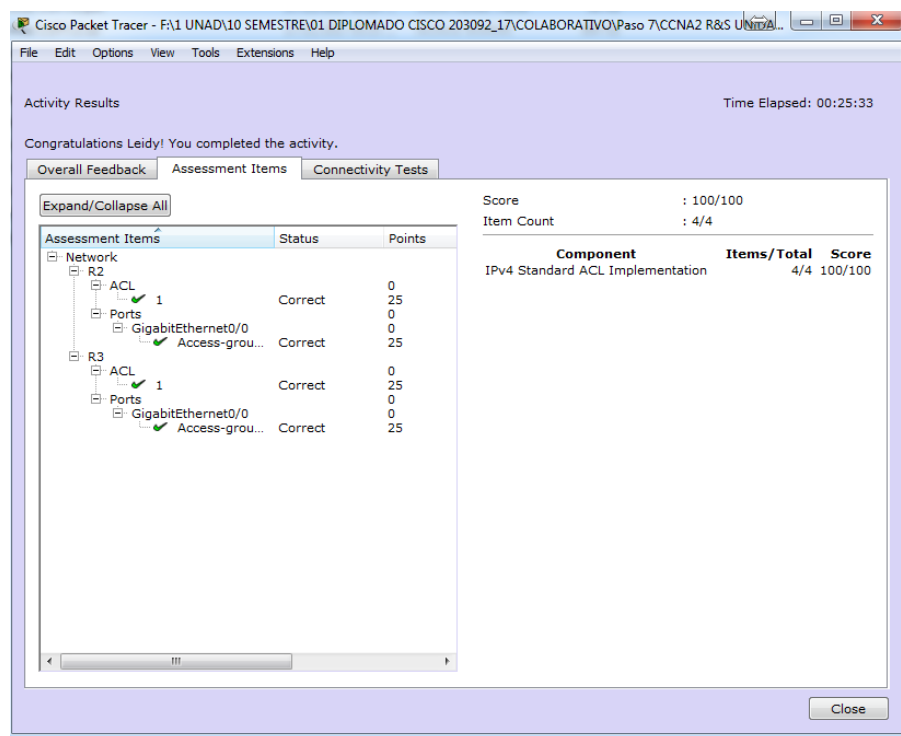 Cisco Packet Tracer - F:\1 UNAD\10 SEMESTRE\01 DIPLOMADO CISCO 203092_17\COLABORATIVO\Paso 7\CCNA2 R&S
File Edit Options View Tools Extensions Help
Activity Results Time Elapsed: 00:25:33
Congratulations Leidy! You completed the activity.
Overall Feedback Assessment Items Connectivity Tests
Expand/Collapse All
Score : 100/100
Item Count : 4/4
Assessment Items Status Points
Component Items/Total Score
IPv4 Standard ACL Implementation 4/4 100/100
Network
R2
ACL 0
1 Correct 25
Ports 0
GigabitEthernet0/0 0
Access-grou... Correct 25
R3
ACL 0
1 Correct 25
Ports 0
GigabitEthernet0/0 0
Access-grou... Correct 25
Close